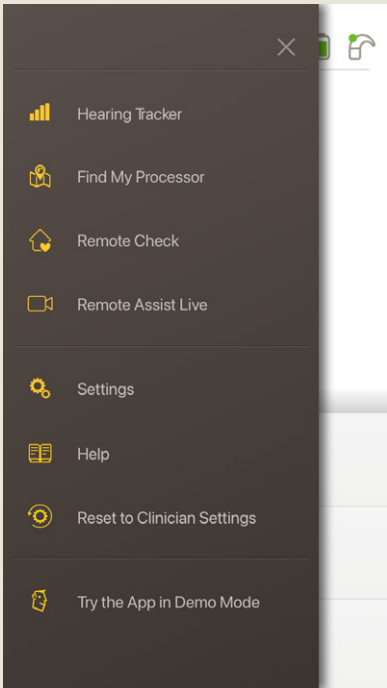 Hearing Tracker
Find My Processor
Remote Check
Remote Assist Live
Settings
Help
Reset to Clinician Settings
Try the App in Demo Mode